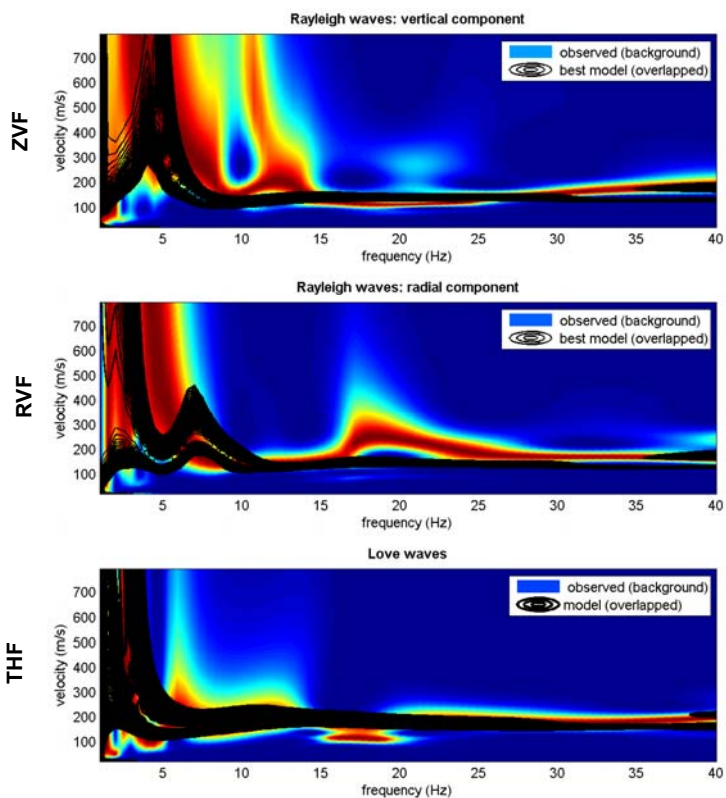 Rayleigh waves: vertical component
ZVF
velocity (m/s)
700
600
500
400
300
200
100
observed (background)
best model (overlapped)
5 10 15 20 25 30 35 40
frequency (Hz)
Rayleigh waves: radial component
RVF
velocity (m/s)
700
600
500
400
300
200
100
observed (background)
best model (overlapped)
5 10 15 20 25 30 35 40
frequency (Hz)
Love waves
THF
velocity (m/s)
700
600
500
400
300
200
100
observed (background)
model (overlapped)
5 10 15 20 25 30 35 40
frequency (Hz)